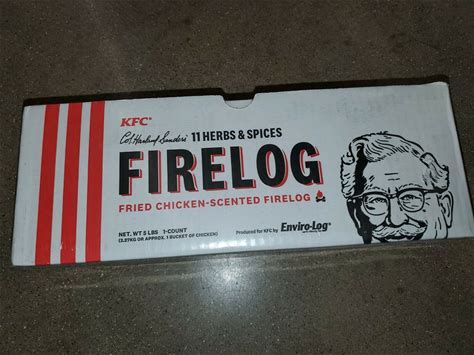 KFC®
Col. Harland Sanders' 11 HERBS & SPICES
FIRELOG
FRIED CHICKEN-SCENTED FIRELOG
NET. WT 5 LBS 1-COUNT
(2.27KG OR APPROX. 1 BUCKET OF CHICKEN)
Produced for KFC by Enviro-Log®